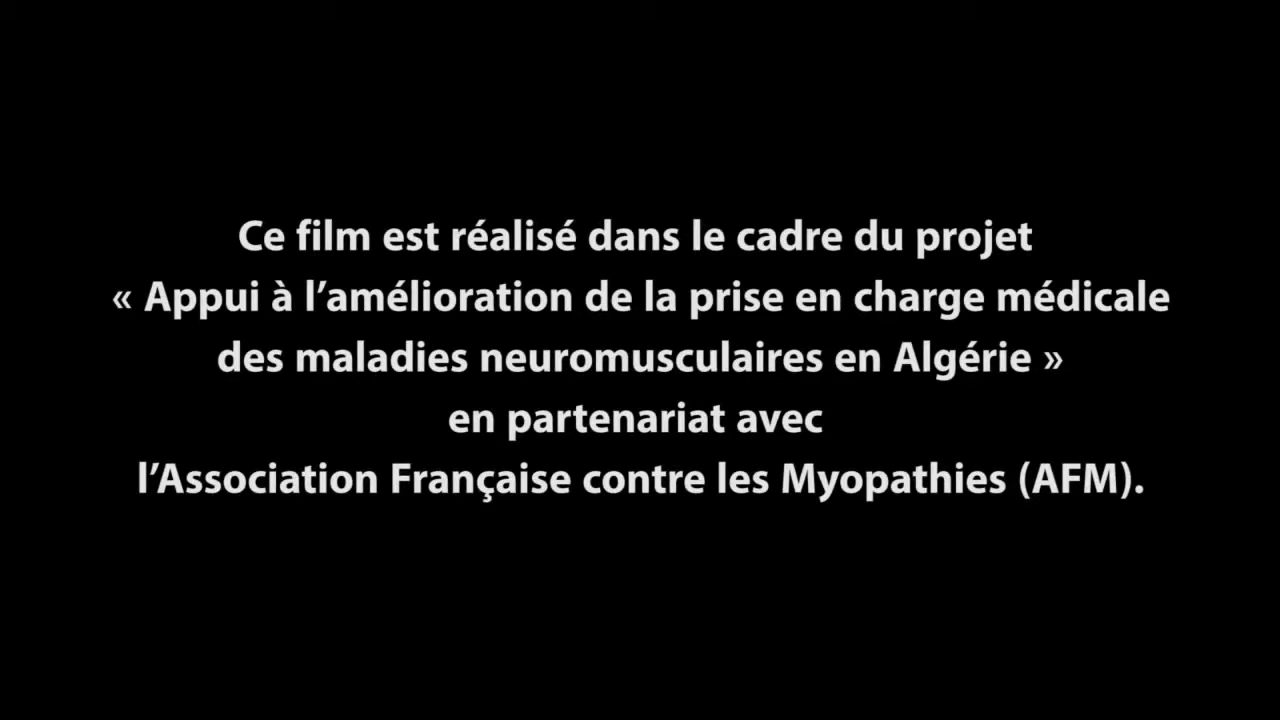 Ce film est réalisé dans le cadre du projet
« Appui à l’amélioration de la prise en charge médicale
des maladies neuromusculaires en Algérie »
en partenariat avec
l’Association Française contre les Myopathies (AFM).